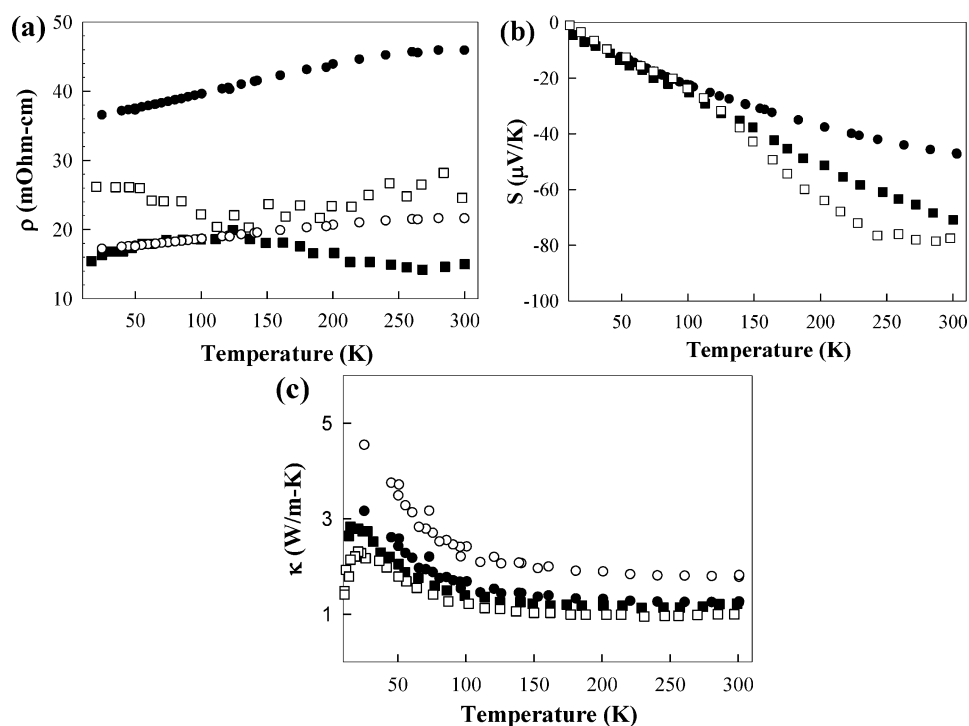 (a)
50
40
30
20
10
ρ (mOhm-cm)
50 100 150 200 250 300
Temperature (K)
(b)
0
-20
-40
-60
-80
-100
S (μV/K)
50 100 150 200 250 300
Temperature (K)
(c)
5
3
1
κ (W/m-K)
50 100 150 200 250 300
Temperature (K)